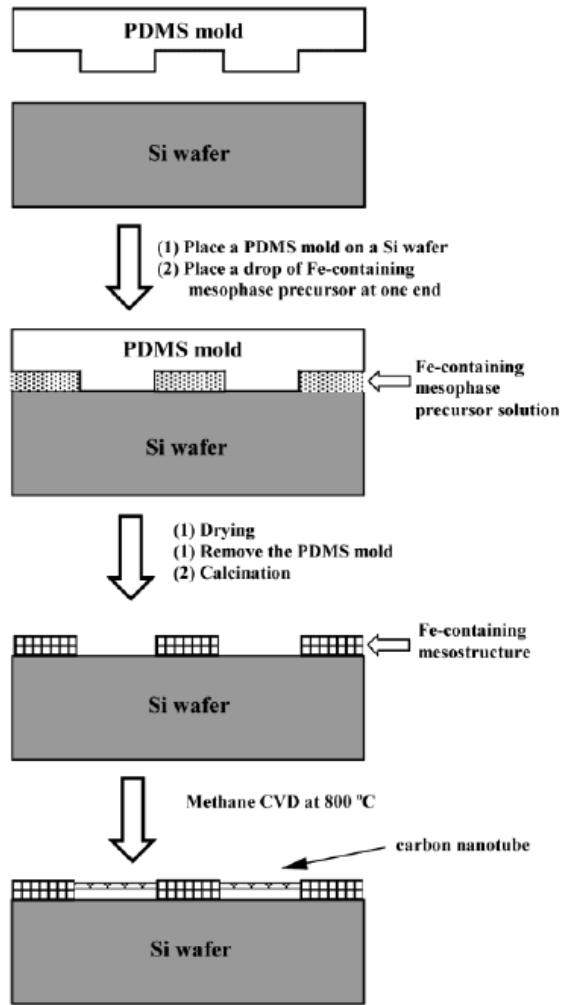 PDMS mold
Si wafer
(1) Place a PDMS mold on a Si wafer
(2) Place a drop of Fe-containing
mesophase precursor at one end
PDMS mold
Fe-containing
mesophase
precursor solution
Si wafer
(1) Drying
(1) Remove the PDMS mold
(2) Calcination
Fe-containing
mesostructure
Si wafer
Methane CVD at 800 °C
carbon nanotube
Si wafer